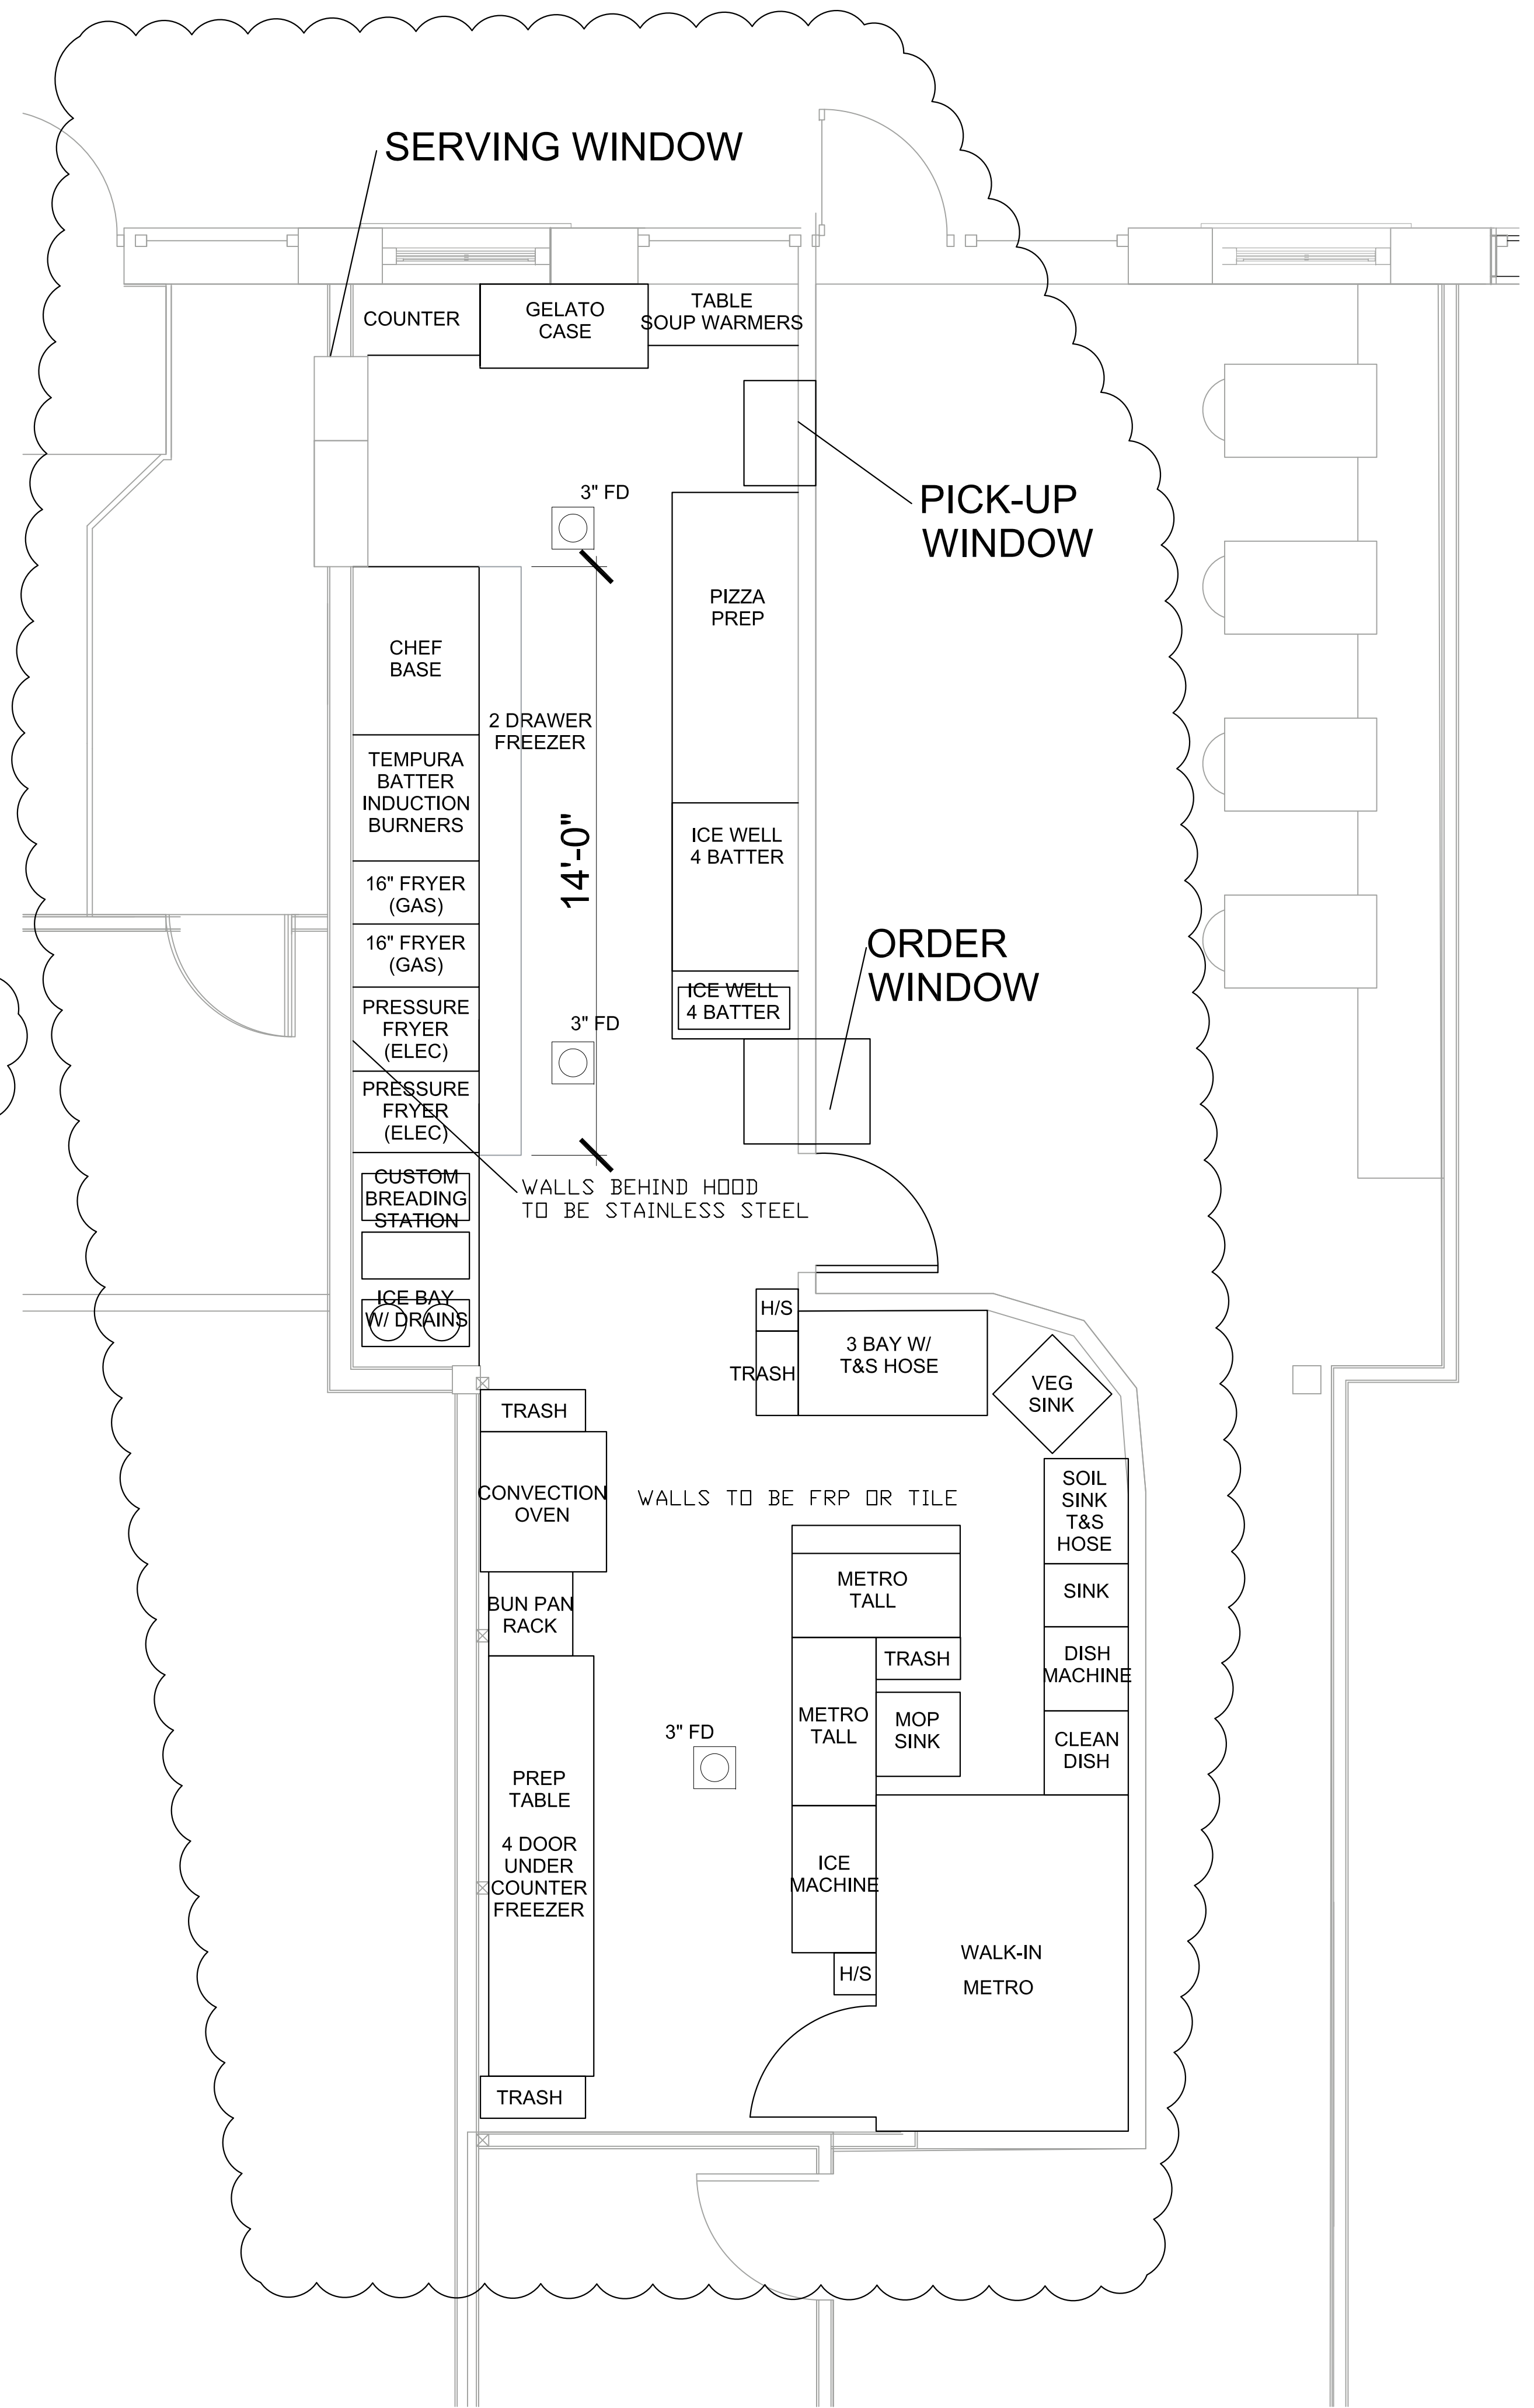 SERVING WINDOW
COUNTER
GELATO
CASE
TABLE
SOUP WARMERS
PICK-UP
WINDOW
3" FD
PIZZA
PREP
CHEF
BASE
2 DRAWER
FREEZER
TEMPURA
BATTER
INDUCTION
BURNERS
14'-0"
ICE WELL
4 BATTER
16" FRYER
(GAS)
16" FRYER
(GAS)
ORDER
WINDOW
ICE WELL
4 BATTER
PRESSURE
FRYER
(ELEC)
3" FD
PRESSURE
FRYER
(ELEC)
CUSTOM
BREADING
STATION
WALLS BEHIND HOOD
TO BE STAINLESS STEEL
ICE BAY
W/ DRAINS
H/S
TRASH
3 BAY W/
T&S HOSE
VEG
SINK
TRASH
CONVECTION
OVEN
WALLS TO BE FRP OR TILE
SOIL
SINK
T&S
HOSE
METRO
TALL
SINK
BUN PAN
RACK
TRASH
DISH
MACHINE
METRO
TALL
MOP
SINK
CLEAN
DISH
3" FD
PREP
TABLE
4 DOOR
UNDER
COUNTER
FREEZER
ICE
MACHINE
H/S
WALK-IN
METRO
TRASH